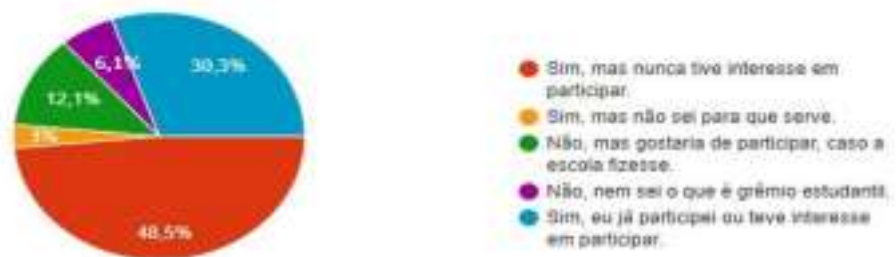 6,1%
30,3%
12,1%
3%
48,5%
Sim, mas nunca tive interesse em
participar.
Sim, mas não sei para que serve.
Não, mas gostaria de participar, caso a
escola fizesse.
Não, nem sei o que é grêmio estudantil.
Sim, eu já participei ou teve interesse
em participar.